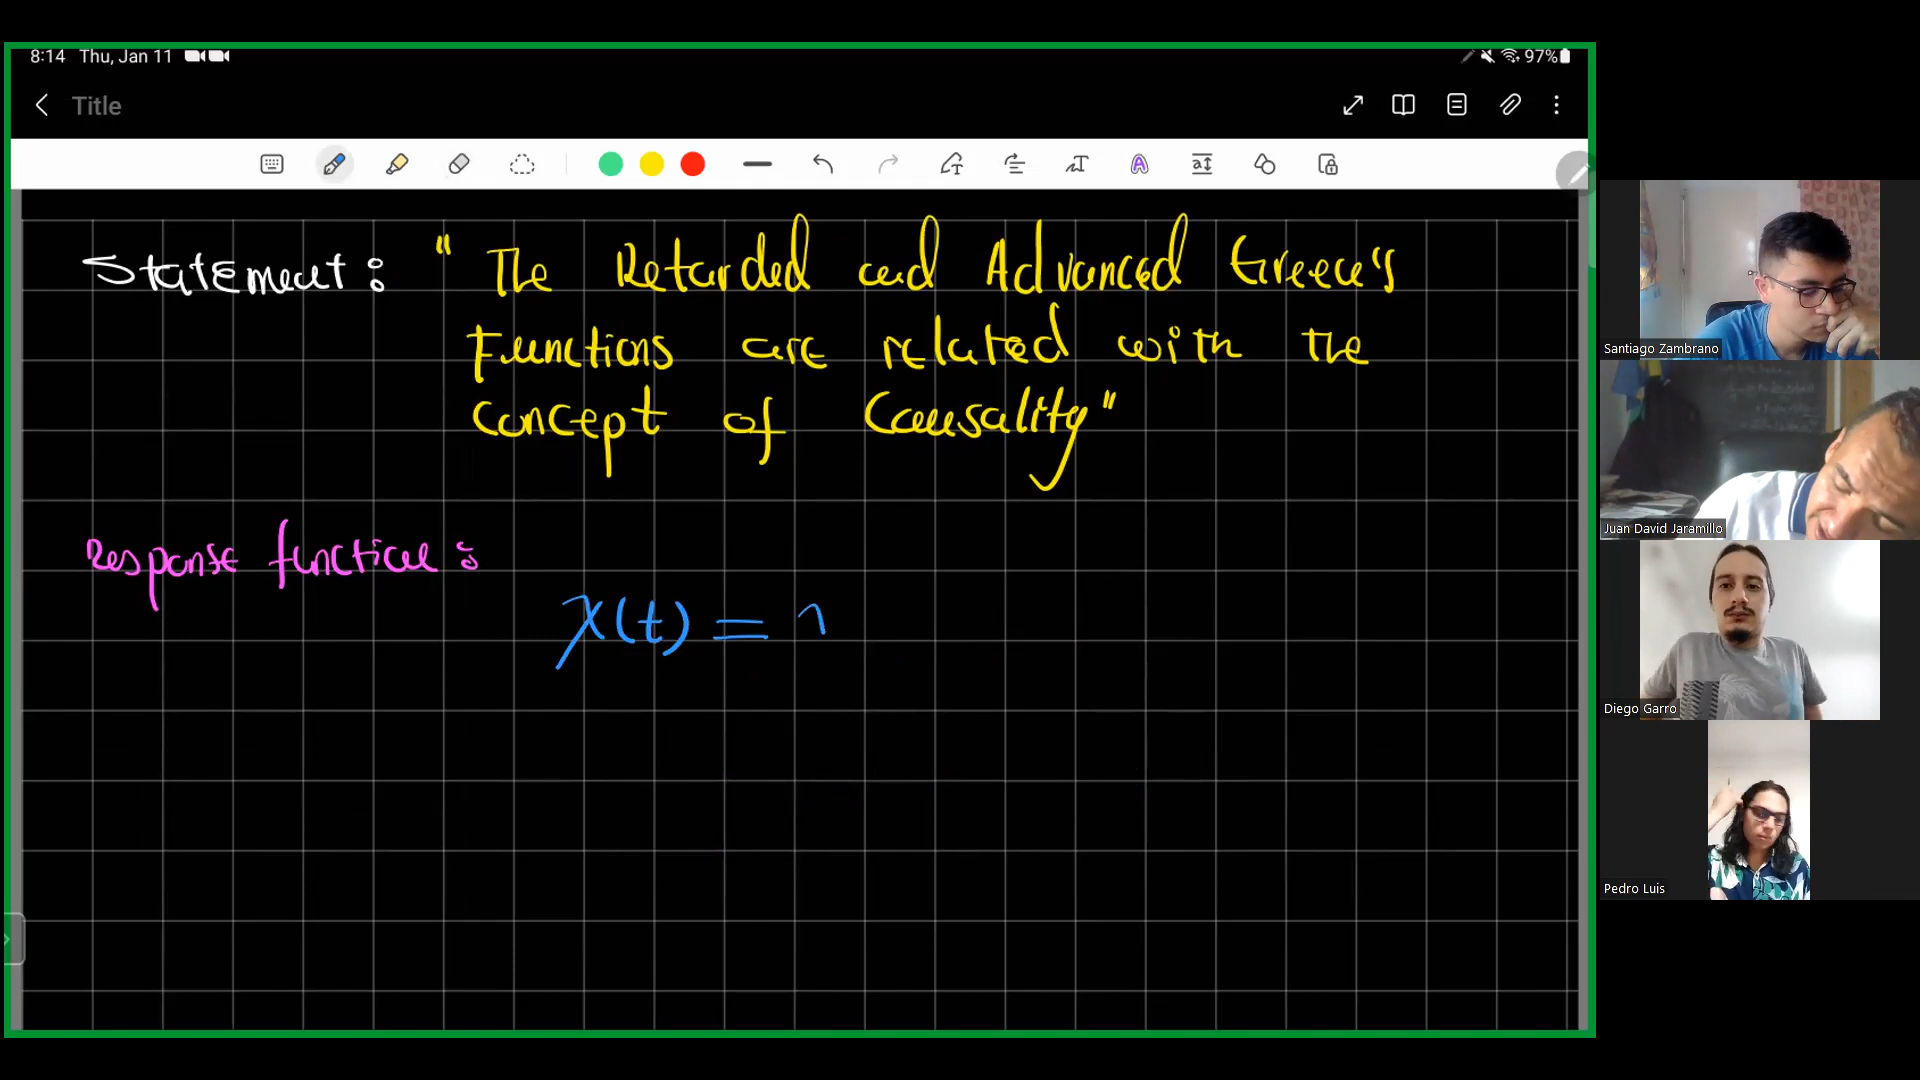 8:14 Thu, Jan 11
97%
Title
Statement: " The Retarded and Advanced Green's
Functions are related with the
concept of Causality"
Response function:
χ(t) =
Santiago Zambrano
Juan David Jaramillo
Diego Garro
Pedro Luis